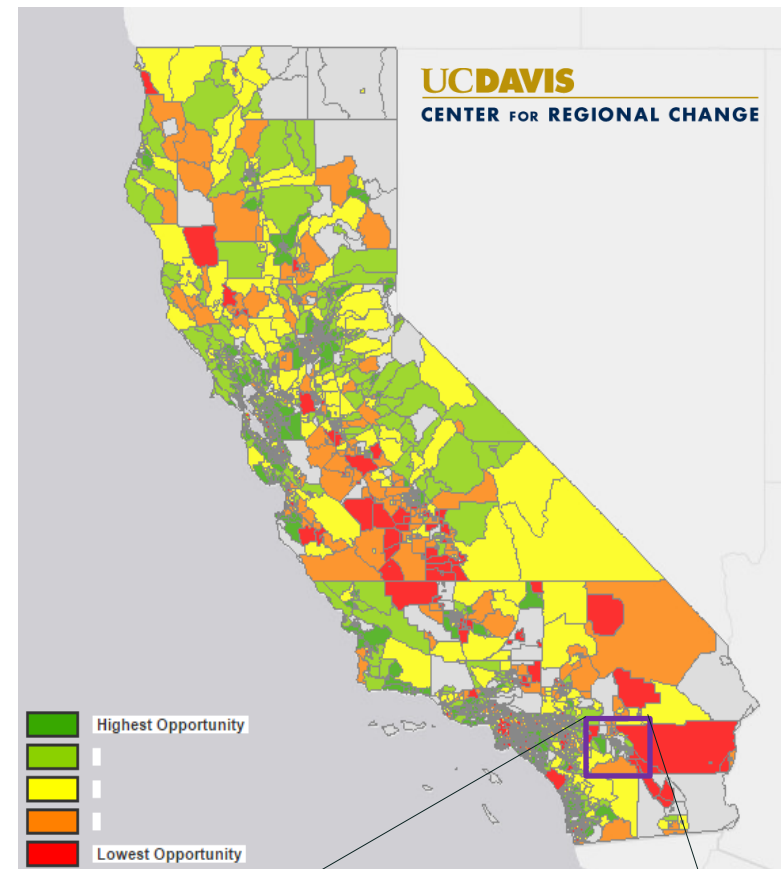 UCDAVIS
CENTER FOR REGIONAL CHANGE
Highest Opportunity
Lowest Opportunity